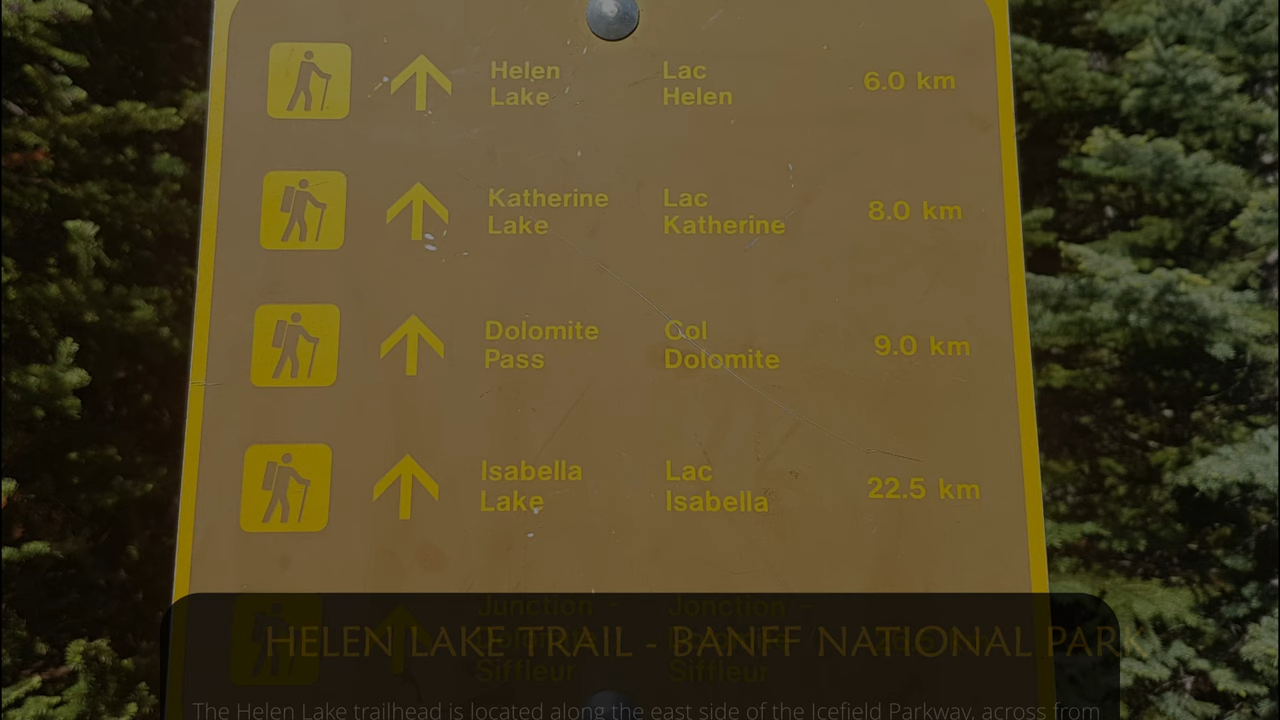 Helen Lake
Lac Helen
6.0 km
Katherine Lake
Lac Katherine
8.0 km
Dolomite Pass
Col Dolomite
9.0 km
Isabella Lake
Lac Isabella
22.5 km
Junction -
Siffleur
Jonction –
Siffleur
HELEN LAKE TRAIL - BANFF NATIONAL PARK
The Helen Lake trailhead is located along the east side of the Icefield Parkway, across from